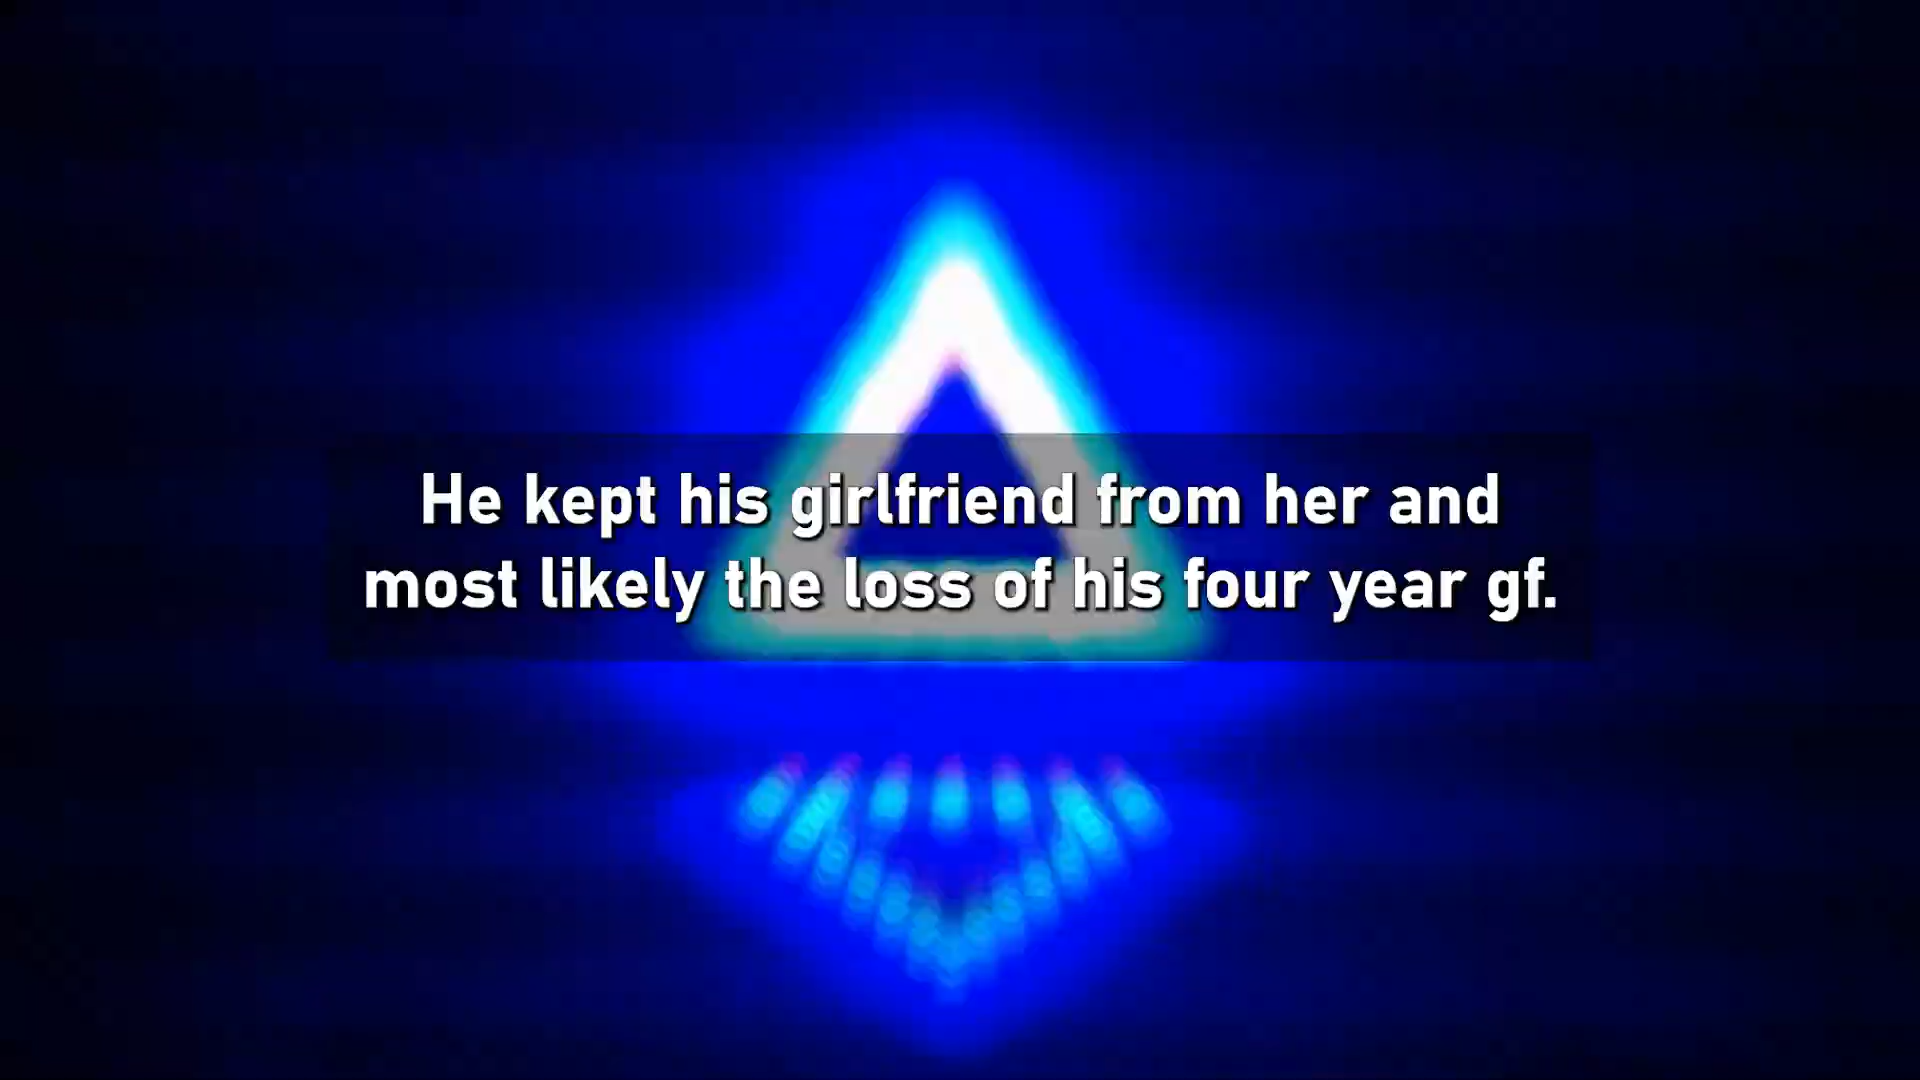 He kept his girlfriend from her and
most likely the loss of his four year gf.